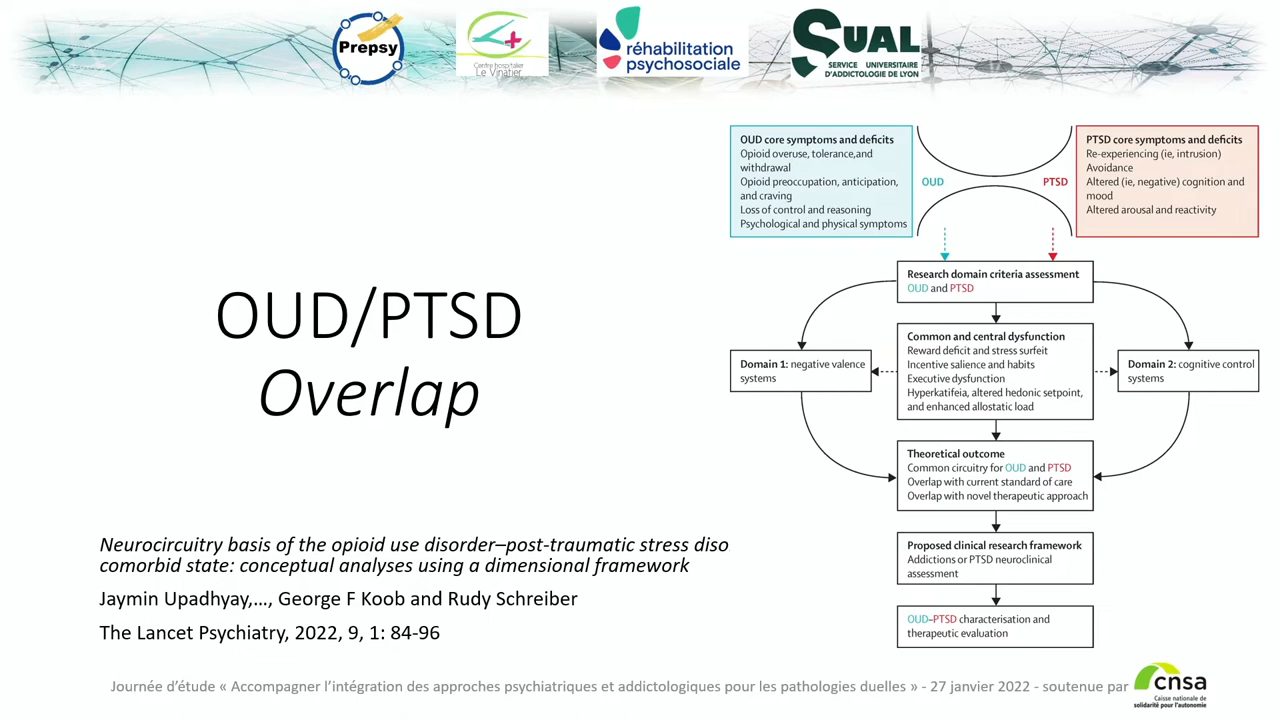 Prepsy
Centre hospitalier
Le Vinatier
réhabilitation
psychosociale
SUAL
SERVICE UNIVERSITAIRE
D'ADDICTOLOGIE DE LYON
OUD core symptoms and deficits
Opioid overuse, tolerance,and
withdrawal
Opioid preoccupation, anticipation,
and craving
Loss of control and reasoning
Psychological and physical symptoms
OUD
PTSD
PTSD core symptoms and deficits
Re-experiencing (ie, intrusion)
Avoidance
Altered (ie, negative) cognition and
mood
Altered arousal and reactivity
Research domain criteria assessment
OUD and PTSD
Common and central dysfunction
Reward deficit and stress surfeit
Incentive salience and habits
Executive dysfunction
Hyperkatifeia, altered hedonic setpoint,
and enhanced allostatic load
Domain 1: negative valence
systems
Domain 2: cognitive control
systems
Theoretical outcome
Common circuitry for OUD and PTSD
Overlap with current standard of care
Overlap with novel therapeutic approach
Proposed clinical research framework
Addictions or PTSD neuroclinical
assessment
OUD–PTSD characterisation and
therapeutic evaluation
OUD/PTSD
Overlap
Neurocircuitry basis of the opioid use disorder–post-traumatic stress diso
comorbid state: conceptual analyses using a dimensional framework
Jaymin Upadhyay,…, George F Koob and Rudy Schreiber
The Lancet Psychiatry, 2022, 9, 1: 84-96
Journée d'étude « Accompagner l'intégration des approches psychiatriques et addictologiques pour les pathologies duelles » - 27 janvier 2022 - soutenue par
cnsa
Caisse nationale de
solidarité pour l'autonomie